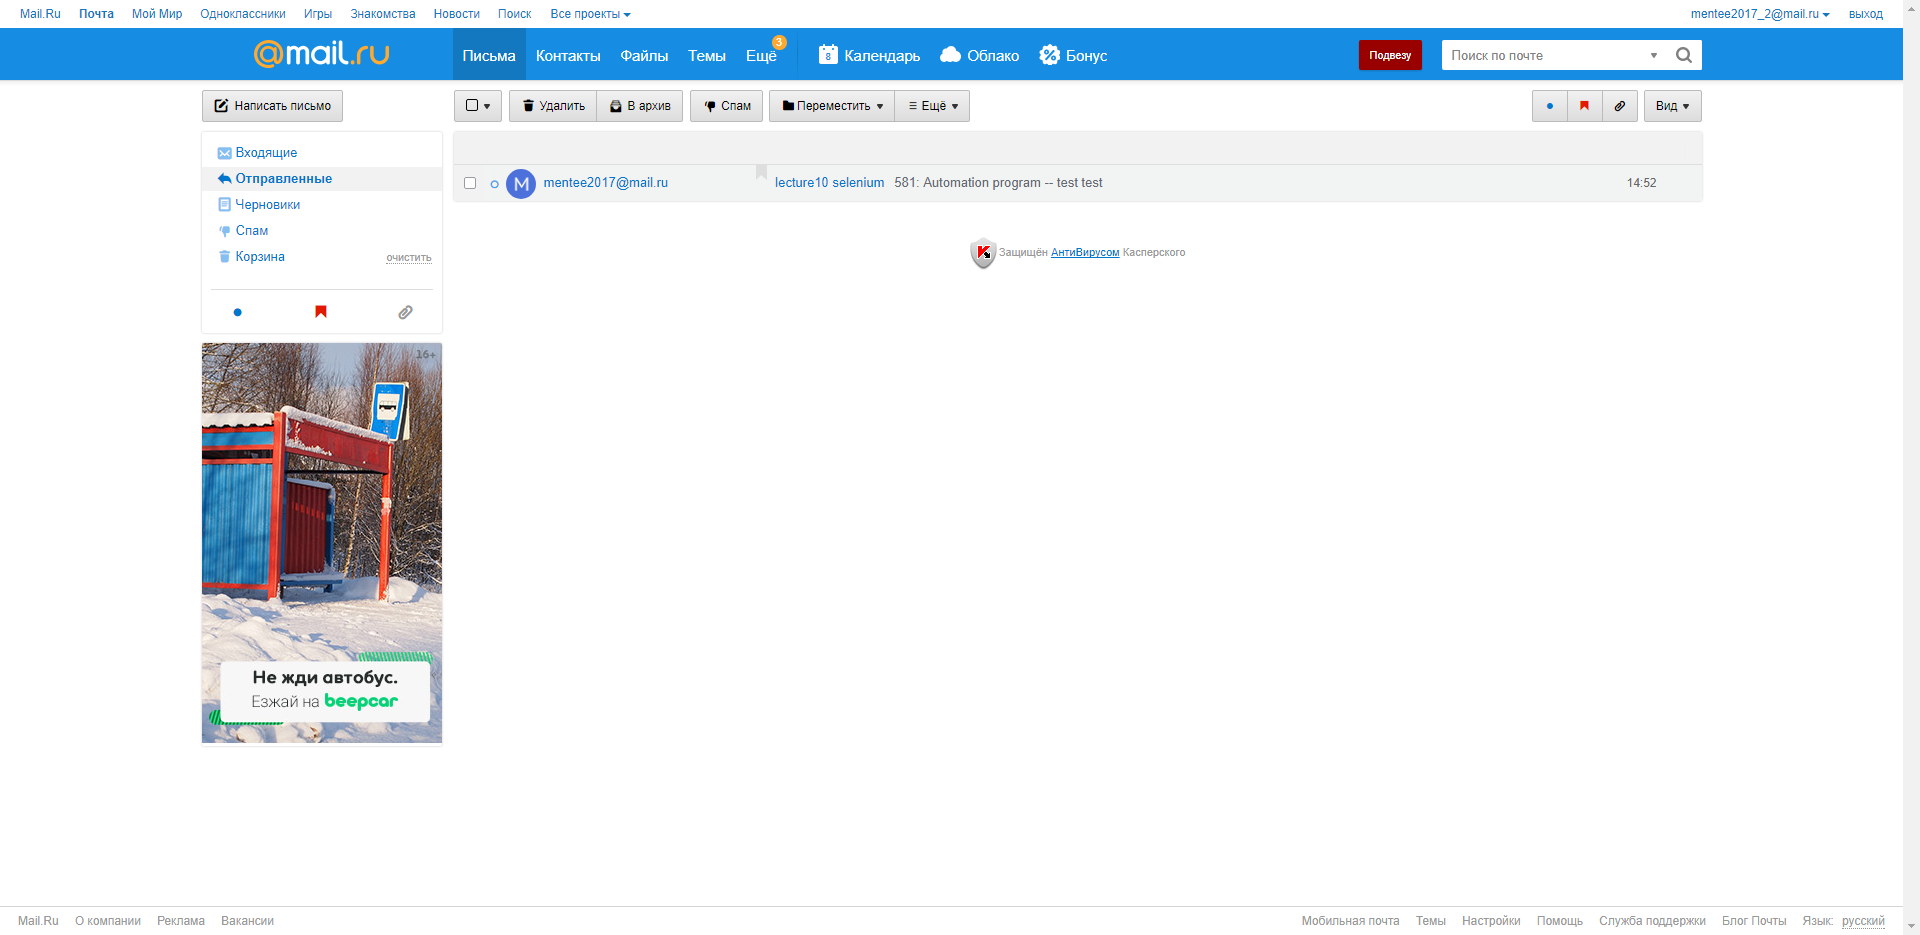 Mail.Ru Почта Мой Мир Одноклассники Игры Знакомства Новости Поиск Все проекты mentee2017_2@mail.ru выход
@mail.ru Письма Контакты Файлы Темы Ещё 3 8 Календарь Облако Бонус Подвезу Поиск по почте
Написать письмо Удалить В архив Спам Переместить Ещё Вид
Входящие
Отправленные
Черновики
Спам
Корзина очистить
M mentee2017@mail.ru lecture10 selenium 581: Automation program -- test test 14:52
Защищён АнтиВирусом Касперского
16+
Не жди автобус.
Езжай на beepcar
Mail.Ru О компании Реклама Вакансии Мобильная почта Темы Настройки Помощь Служба поддержки Блог Почты Язык: русский